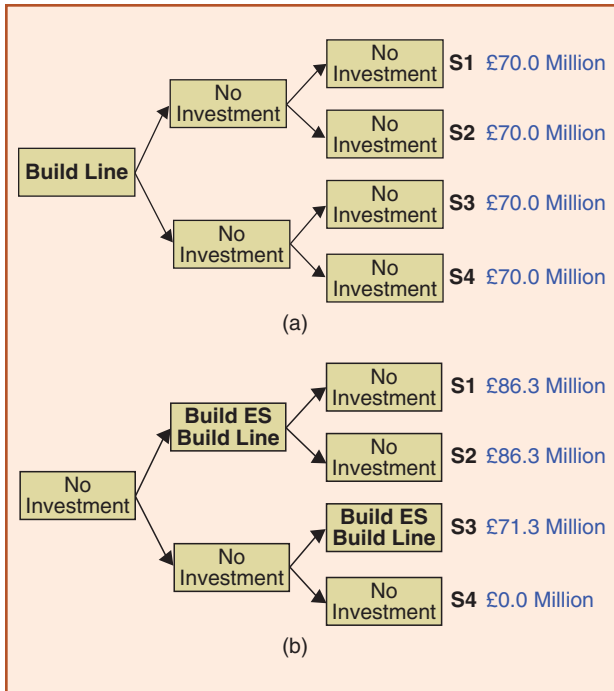 No
Investment
S1 £70.0 Million
No
Investment
No
Investment
S2 £70.0 Million
Build Line
No
Investment
S3 £70.0 Million
No
Investment
No
Investment
S4 £70.0 Million
(a)
No
Investment
S1 £86.3 Million
Build ES
Build Line
No
Investment
S2 £86.3 Million
No
Investment
Build ES
Build Line
S3 £71.3 Million
No
Investment
No
Investment
S4 £0.0 Million
(b)